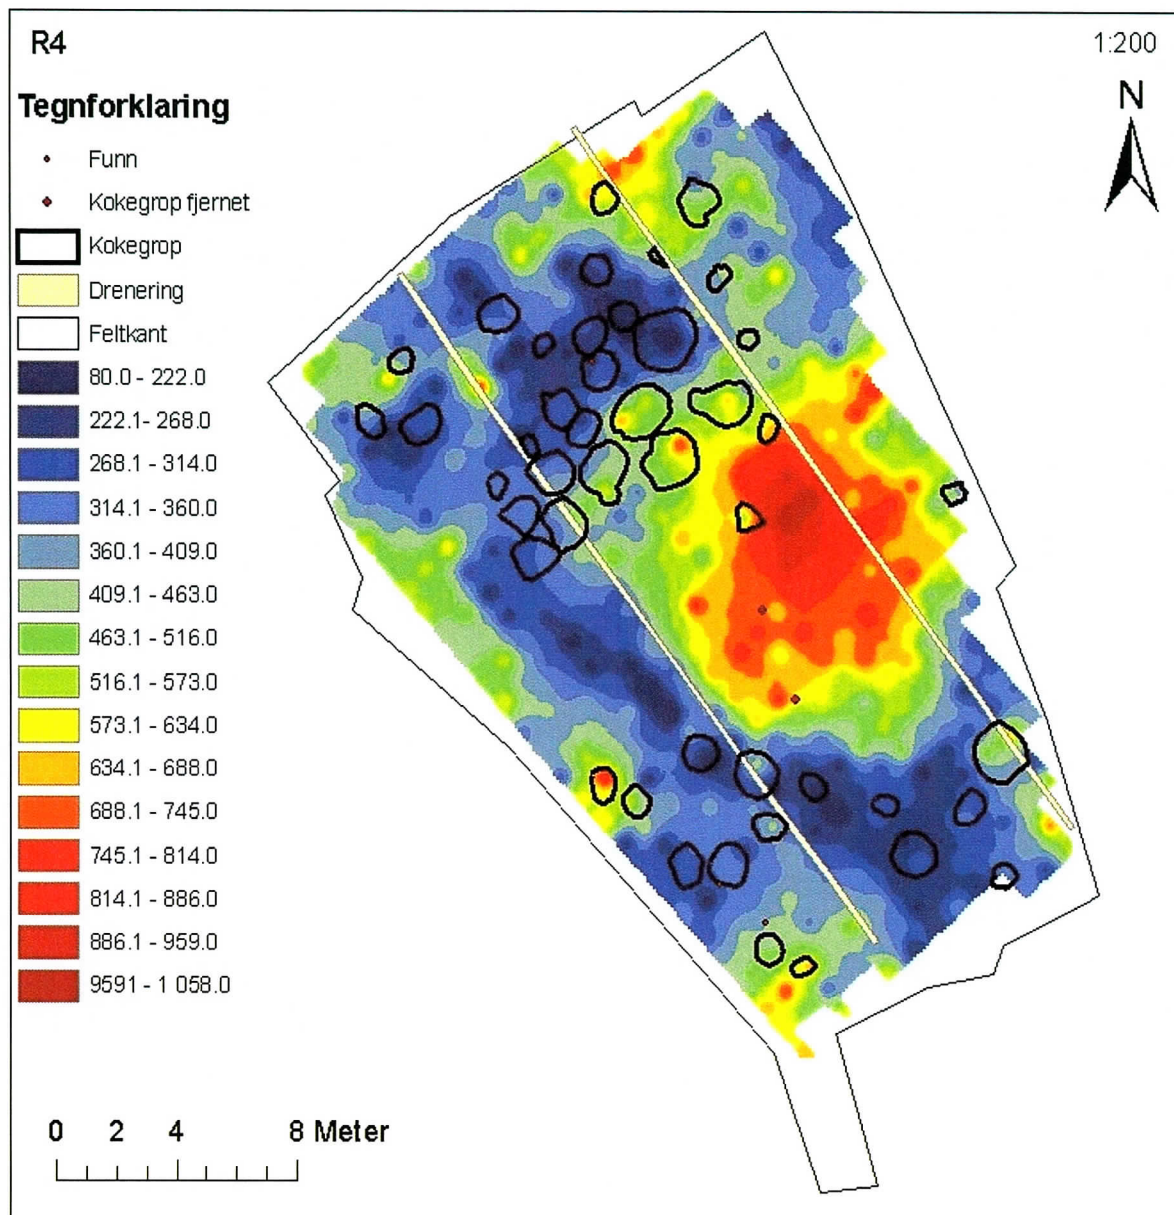 R4
1:200
N
Tegnforklaring
Funn
Kokegrop fjernet
Kokegrop
Drenering
Feltkant
80.0 - 222.0
222.1- 268.0
268.1 - 314.0
314.1 - 360.0
360.1 - 409.0
409.1 - 463.0
463.1 - 516.0
516.1 - 573.0
573.1 - 634.0
634.1 - 688.0
688.1 - 745.0
745.1 - 814.0
814.1 - 886.0
886.1 - 959.0
9591 - 1 058.0
0 2 4 8 Meter